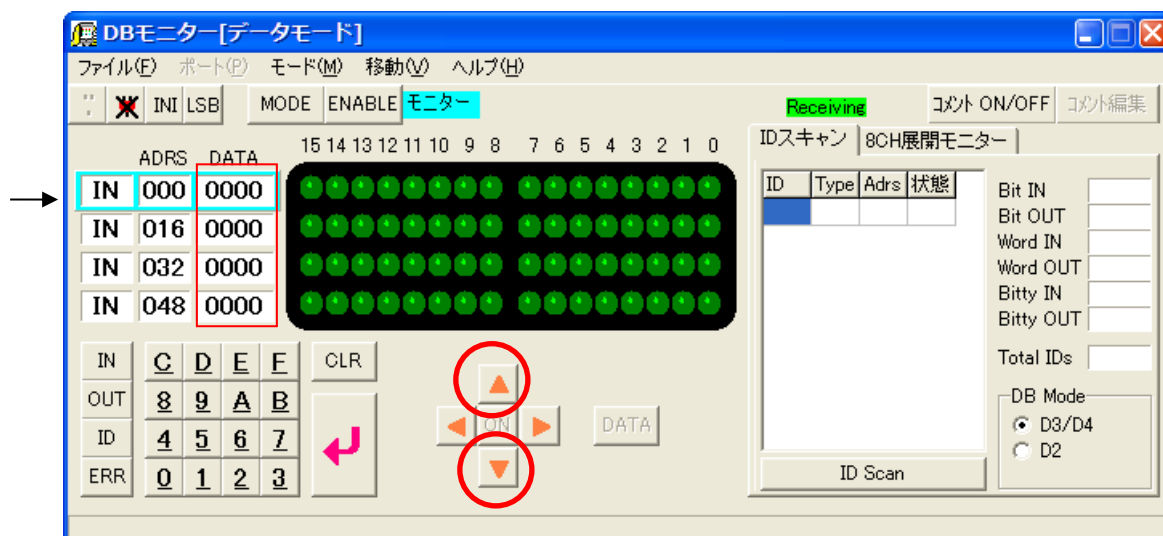 DBモニター[データモード]
ファイル(F) ポート(P) モード(M) 移動(V) ヘルプ(H)
INI LSB MODE ENABLE モニター Receiving コメント ON/OFF コメント編集
ADRS DATA 15 14 13 12 11 10 9 8 7 6 5 4 3 2 1 0
IN 000 0000
IN 016 0000
IN 032 0000
IN 048 0000
IN C D E F CLR
OUT 8 9 A B
ID 4 5 6 7 ON DATA
ERR 0 1 2 3
IDスキャン 8CH展開モニター
ID Type Adrs 状態
Bit IN
Bit OUT
Word IN
Word OUT
Bitty IN
Bitty OUT
Total IDs
DB Mode
D3/D4
D2
ID Scan